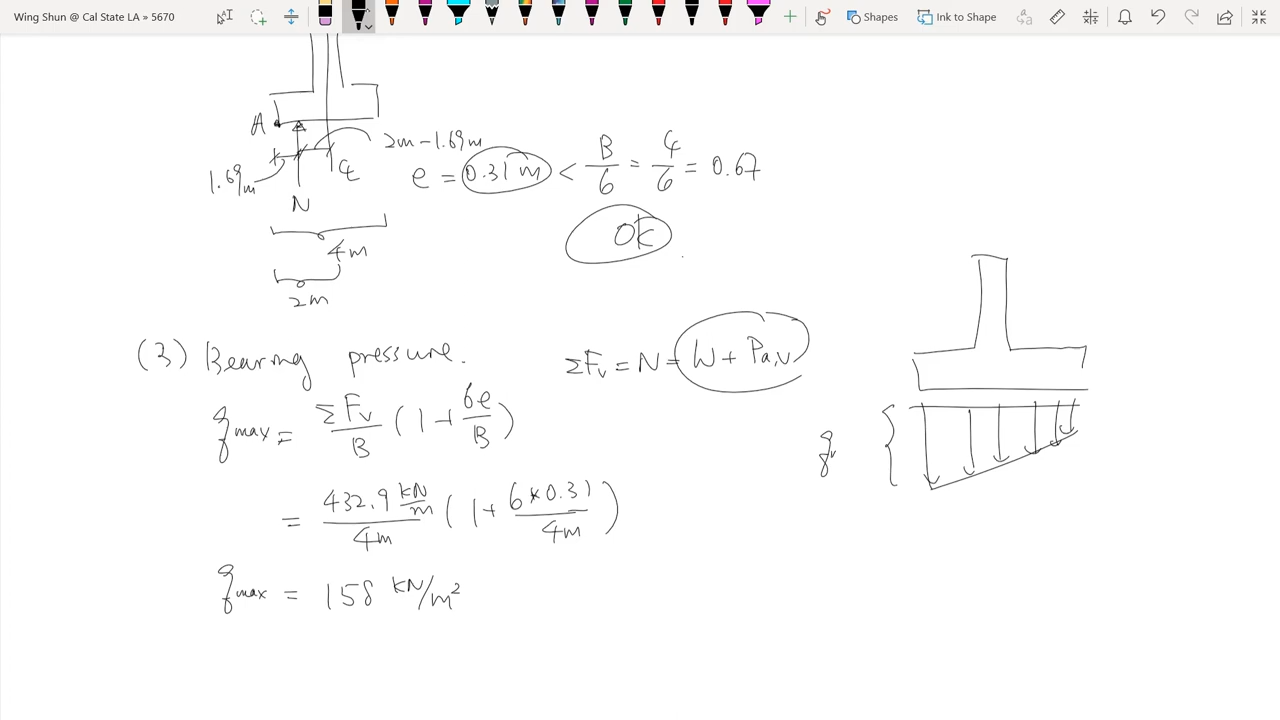 Wing Shun @ Cal State LA » 5670
Shapes
Ink to Shape
A
2m - 1.69m
1.69m
℄
N
e = 0.31 m < B/6 = 4/6 = 0.67
OK
4m
2m
(3) Bearing pressure.
ΣFv = N = W + Pa,v
qmax = ΣFv/B (1 + 6e/B)
= 432.9 kN/m / 4m (1 + 6*0.31 / 4m)
qmax = 158 kN/m²
q